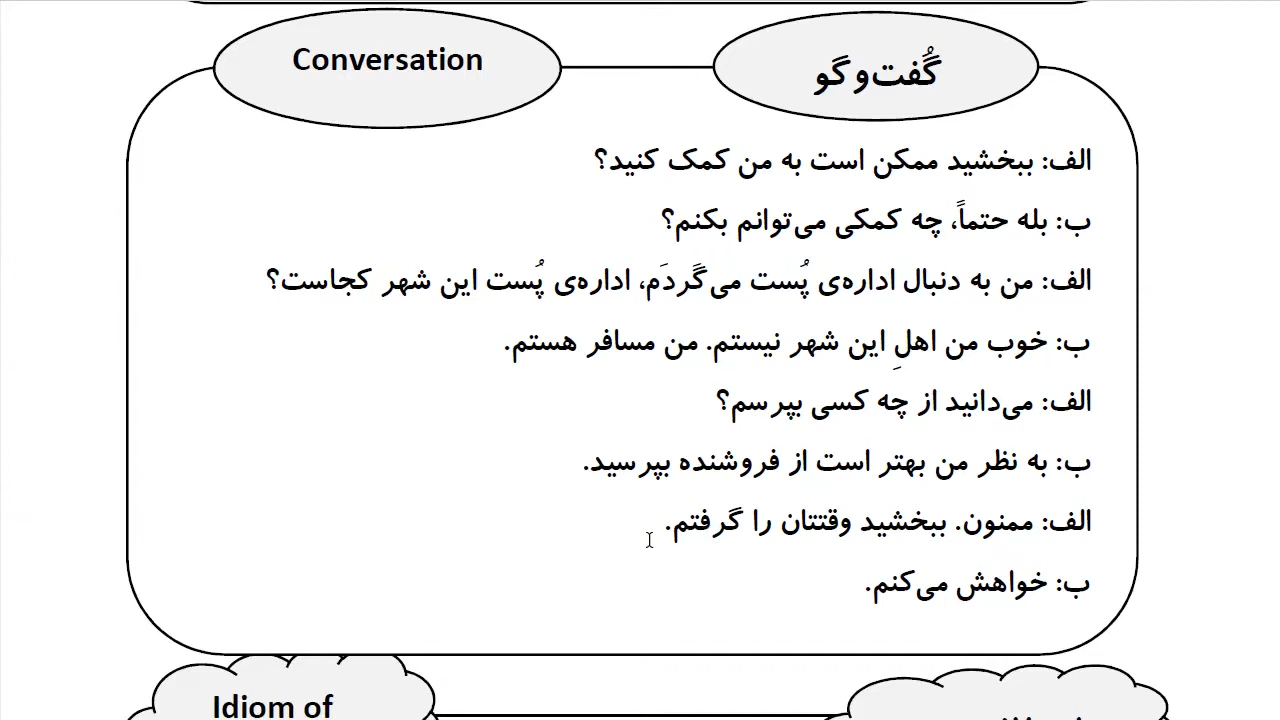 Conversation
گُفت‌و‌گو
الف: ببخشید ممکن است به من کمک کنید؟
ب: بله حتماً، چه کمکی می‌توانم بکنم؟
الف: من به دنبال اداره‌ی پُست می‌گَردَم، اداره‌ی پُست این شهر کجاست؟
ب: خوب من اهلِ این شهر نیستم. من مسافر هستم.
الف: می‌دانید از چه کسی بپرسم؟
ب: به نظر من بهتر است از فروشنده بپرسید.
الف: ممنون. ببخشید وقتتان را گرفتم.
ب: خواهش می‌کنم.
Idiom of